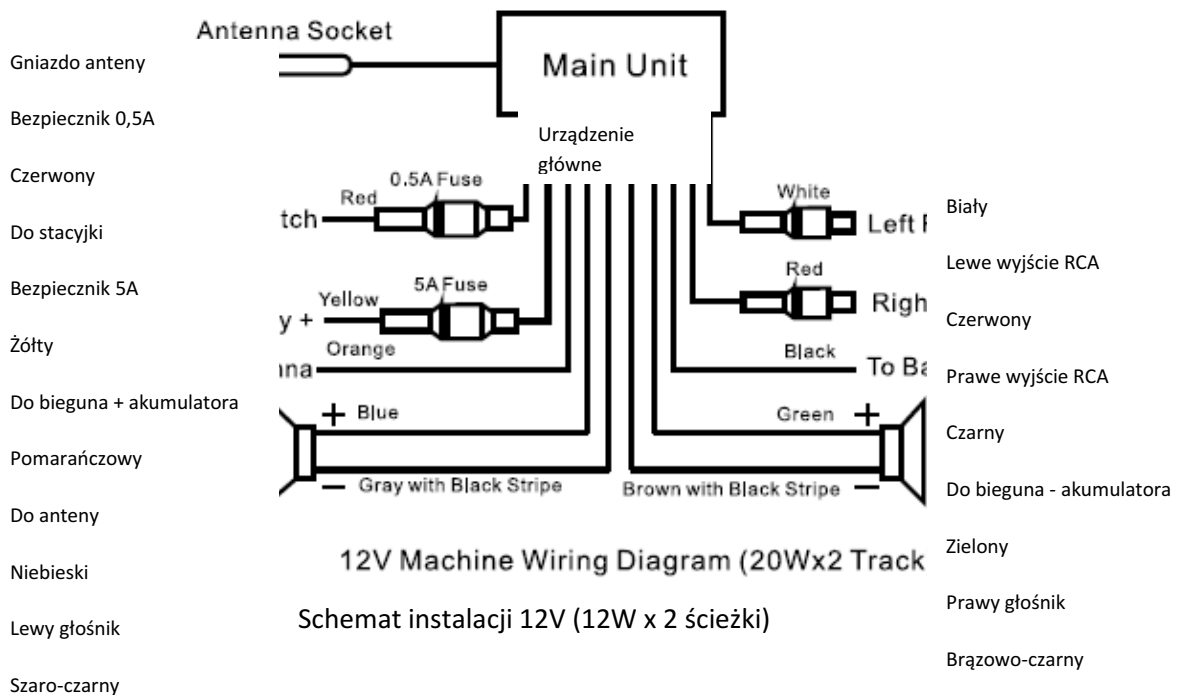 Antenna Socket
Main Unit
Urządzenie
główne
Gniazdo anteny
Bezpiecznik 0,5A
Czerwony
Do stacyjki
Bezpiecznik 5A
Żółty
Do bieguna + akumulatora
Pomarańczowy
Do anteny
Niebieski
Lewy głośnik
Szaro-czarny
0.5A Fuse
Red
tch
5A Fuse
Yellow
y +
Orange
nna
+ Blue
– Gray with Black Stripe
White
Left
Red
Righ
Black
To Ba
Green +
Brown with Black Stripe –
12V Machine Wiring Diagram (20Wx2 Track
Schemat instalacji 12V (12W x 2 ścieżki)
Biały
Lewe wyjście RCA
Czerwony
Prawe wyjście RCA
Czarny
Do bieguna - akumulatora
Zielony
Prawy głośnik
Brązowo-czarny